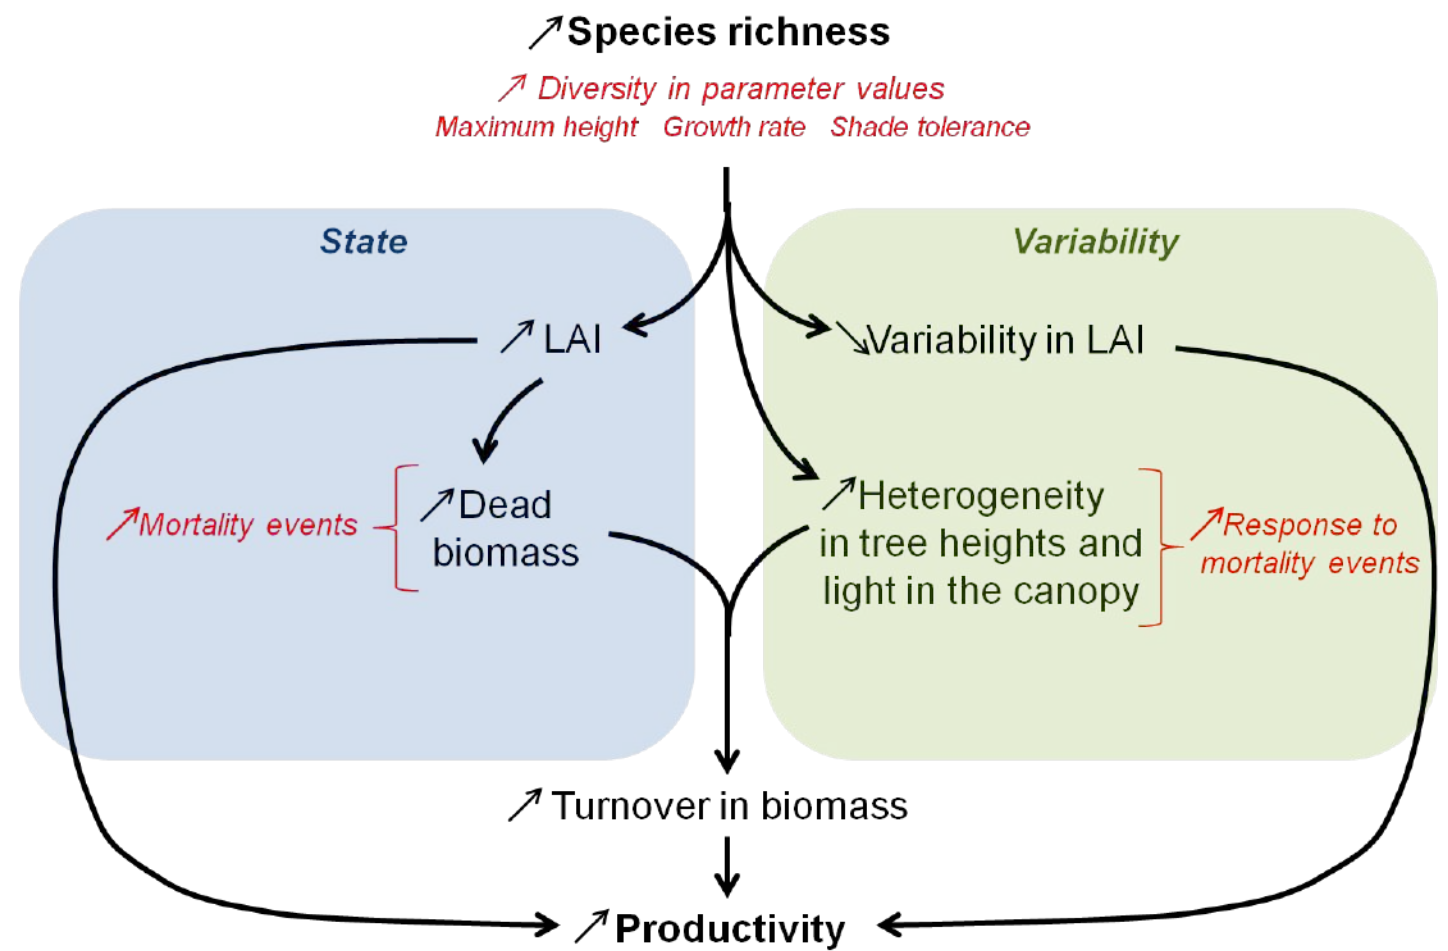 ↗Species richness
↗ Diversity in parameter values
Maximum height Growth rate Shade tolerance
State
Variability
↗ LAI
↘Variability in LAI
↗Mortality events
↗Dead
biomass
↗Heterogeneity
in tree heights and
light in the canopy
↗Response to
mortality events
↗ Turnover in biomass
↗Productivity